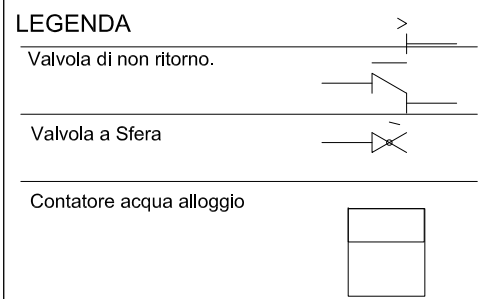 LEGENDA
Valvola di non ritorno.
Valvola a Sfera
Contatore acqua alloggio